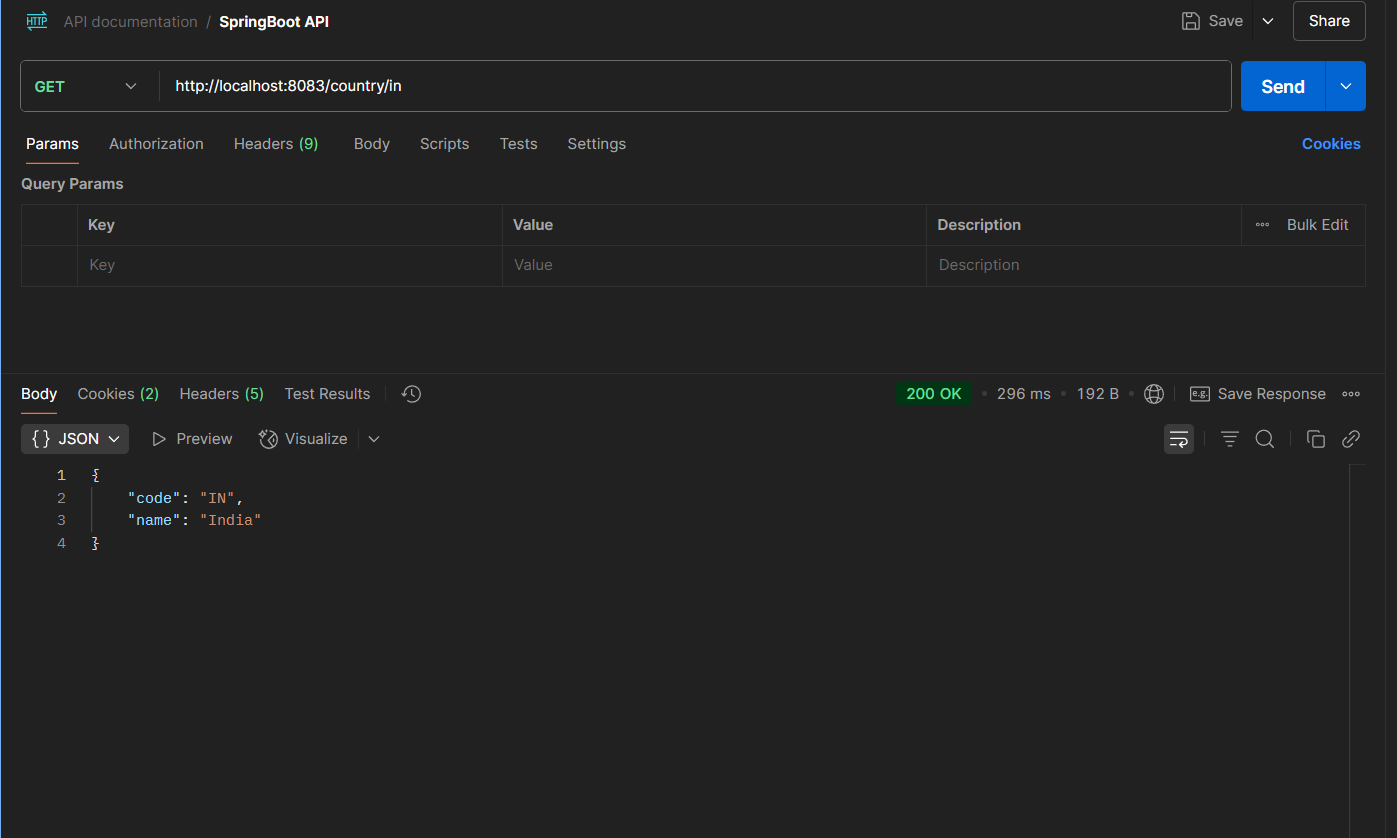 HTTP API documentation / SpringBoot API Save Share
GET http://localhost:8083/country/in Send
Params Authorization Headers (9) Body Scripts Tests Settings Cookies
Query Params
Key Value Description Bulk Edit
Key Value Description
Body Cookies (2) Headers (5) Test Results 200 OK • 296 ms • 192 B • e.g. Save Response
{} JSON Preview Visualize
1 {
2 "code": "IN",
3 "name": "India"
4 }